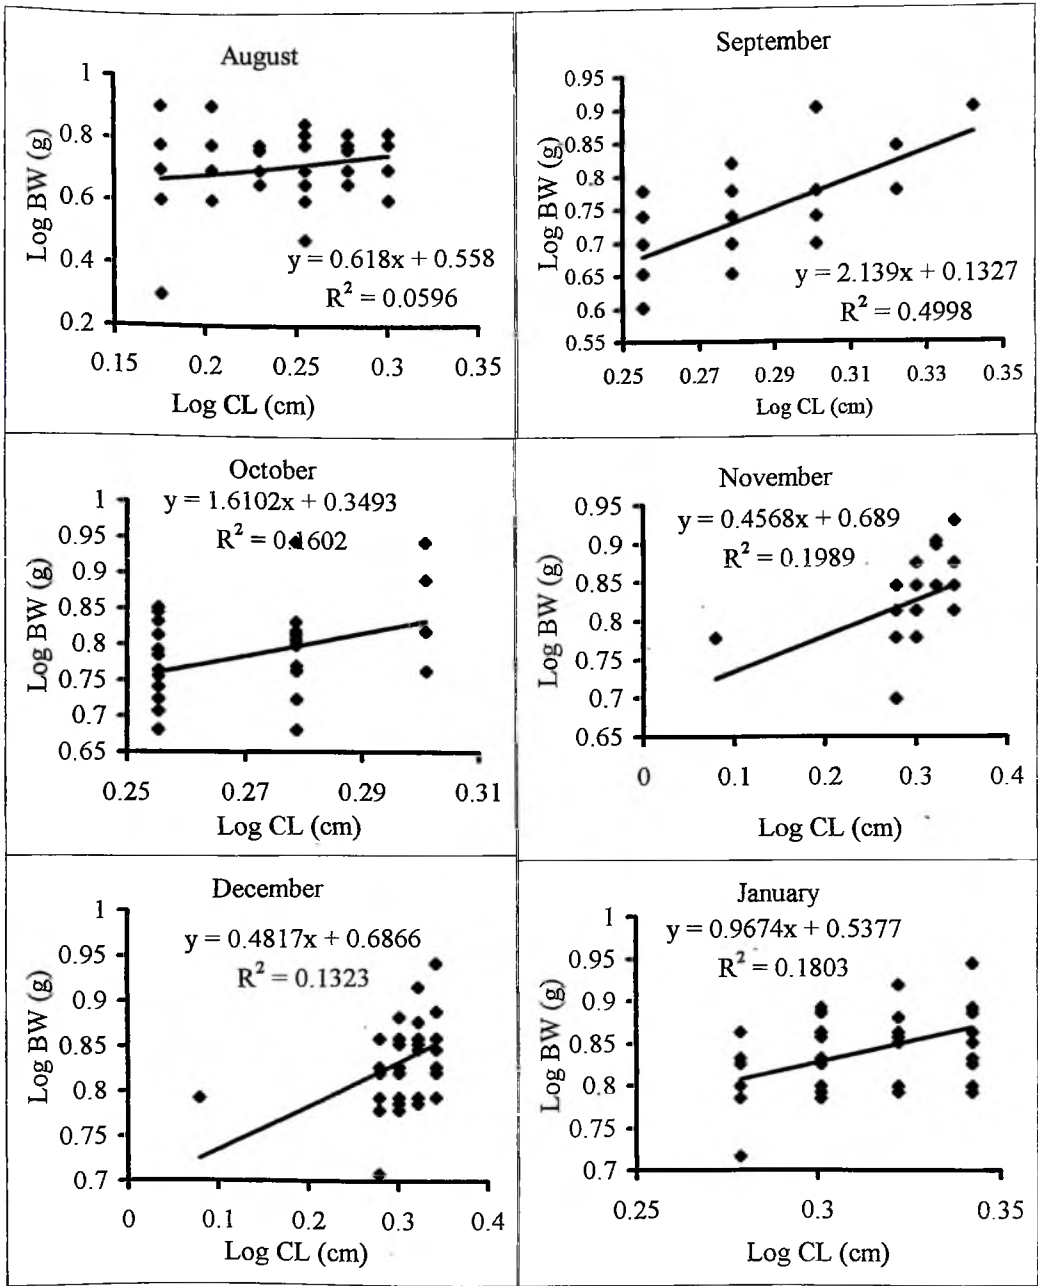 August
1
0.8
0.6
0.4
0.2
Log BW (g)
y = 0.618x + 0.558
R² = 0.0596
0.15 0.2 0.25 0.3 0.35
Log CL (cm)
September
0.95
0.9
0.85
0.8
0.75
0.7
0.65
0.6
0.55
Log BW (g)
y = 2.139x + 0.1327
R² = 0.4998
0.25 0.27 0.29 0.31 0.33 0.35
Log CL (cm)
October
y = 1.6102x + 0.3493
R² = 0.1602
1
0.95
0.9
0.85
0.8
0.75
0.7
0.65
Log BW (g)
0.25 0.27 0.29 0.31
Log CL (cm)
November
y = 0.4568x + 0.689
R² = 0.1989
0.95
0.9
0.85
0.8
0.75
0.7
0.65
Log BW (g)
0 0.1 0.2 0.3 0.4
Log CL (cm)
December
y = 0.4817x + 0.6866
R² = 0.1323
1
0.95
0.9
0.85
0.8
0.75
0.7
Log BW (g)
0 0.1 0.2 0.3 0.4
Log CL (cm)
January
y = 0.9674x + 0.5377
R² = 0.1803
1
0.95
0.9
0.85
0.8
0.75
0.7
Log BW (g)
0.25 0.3 0.35
Log CL (cm)